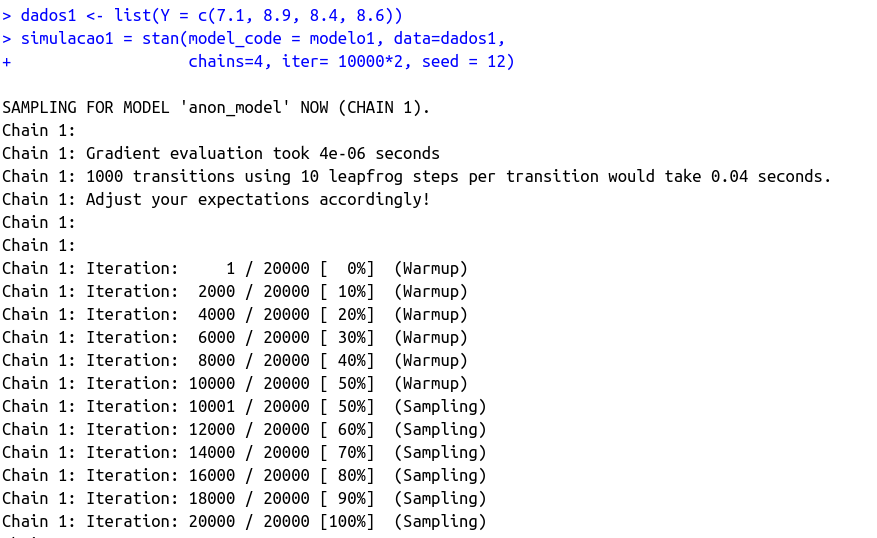 > dados1 <- list(Y = c(7.1, 8.9, 8.4, 8.6))
> simulacao1 = stan(model_code = modelo1, data=dados1,
+                   chains=4, iter= 10000*2, seed = 12)

SAMPLING FOR MODEL 'anon_model' NOW (CHAIN 1).
Chain 1:
Chain 1: Gradient evaluation took 4e-06 seconds
Chain 1: 1000 transitions using 10 leapfrog steps per transition would take 0.04 seconds.
Chain 1: Adjust your expectations accordingly!
Chain 1:
Chain 1:
Chain 1: Iteration:     1 / 20000 [  0%]  (Warmup)
Chain 1: Iteration:  2000 / 20000 [ 10%]  (Warmup)
Chain 1: Iteration:  4000 / 20000 [ 20%]  (Warmup)
Chain 1: Iteration:  6000 / 20000 [ 30%]  (Warmup)
Chain 1: Iteration:  8000 / 20000 [ 40%]  (Warmup)
Chain 1: Iteration: 10000 / 20000 [ 50%]  (Warmup)
Chain 1: Iteration: 10001 / 20000 [ 50%]  (Sampling)
Chain 1: Iteration: 12000 / 20000 [ 60%]  (Sampling)
Chain 1: Iteration: 14000 / 20000 [ 70%]  (Sampling)
Chain 1: Iteration: 16000 / 20000 [ 80%]  (Sampling)
Chain 1: Iteration: 18000 / 20000 [ 90%]  (Sampling)
Chain 1: Iteration: 20000 / 20000 [100%]  (Sampling)